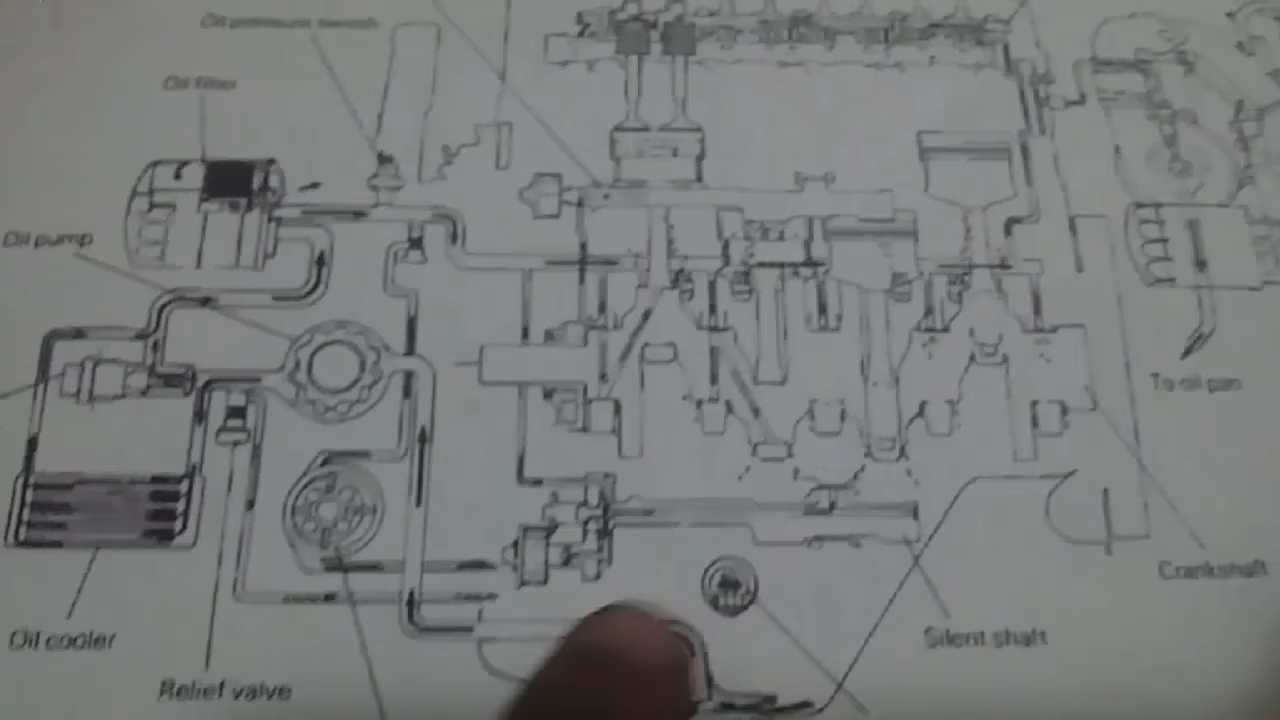 Oil pressure switch
Oil filter
Oil pump
To oil pan
Crankshaft
Oil cooler
Silent shaft
Relief valve